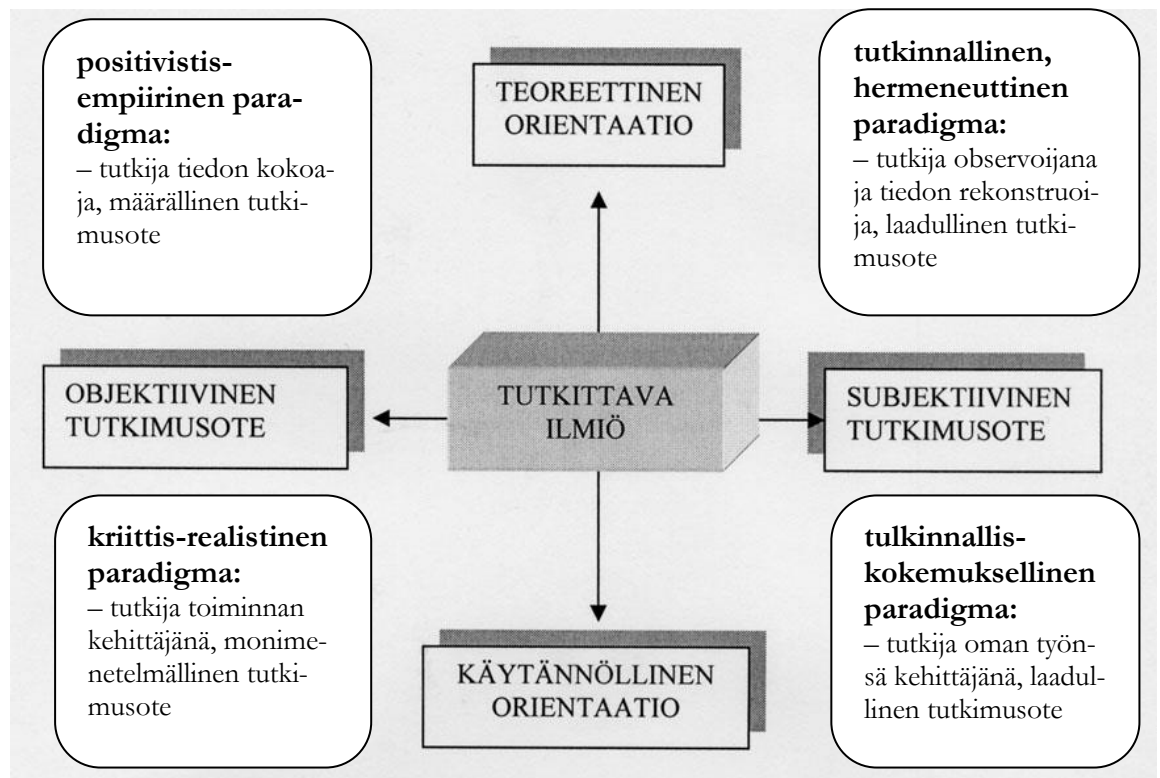 positivistis-
empiirinen para-
digma:
– tutkija tiedon kokoa-
ja, määrällinen tutki-
musote
TEOREETTINEN
ORIENTAATIO
tutkinnallinen,
hermeneuttinen
paradigma:
– tutkija observoijana
ja tiedon rekonstruoi-
ja, laadullinen tutki-
musote
OBJEKTIIVINEN
TUTKIMUSOTE
TUTKITTAVA
ILMIÖ
SUBJEKTIIVINEN
TUTKIMUSOTE
kriittis-realistinen
paradigma:
– tutkija toiminnan
kehittäjänä, monime-
netelmällinen tutki-
musote
KÄYTÄNNÖLLINEN
ORIENTAATIO
tulkinnallis-
kokemuksellinen
paradigma:
– tutkija oman työn-
sä kehittäjänä, laadul-
linen tutkimusote